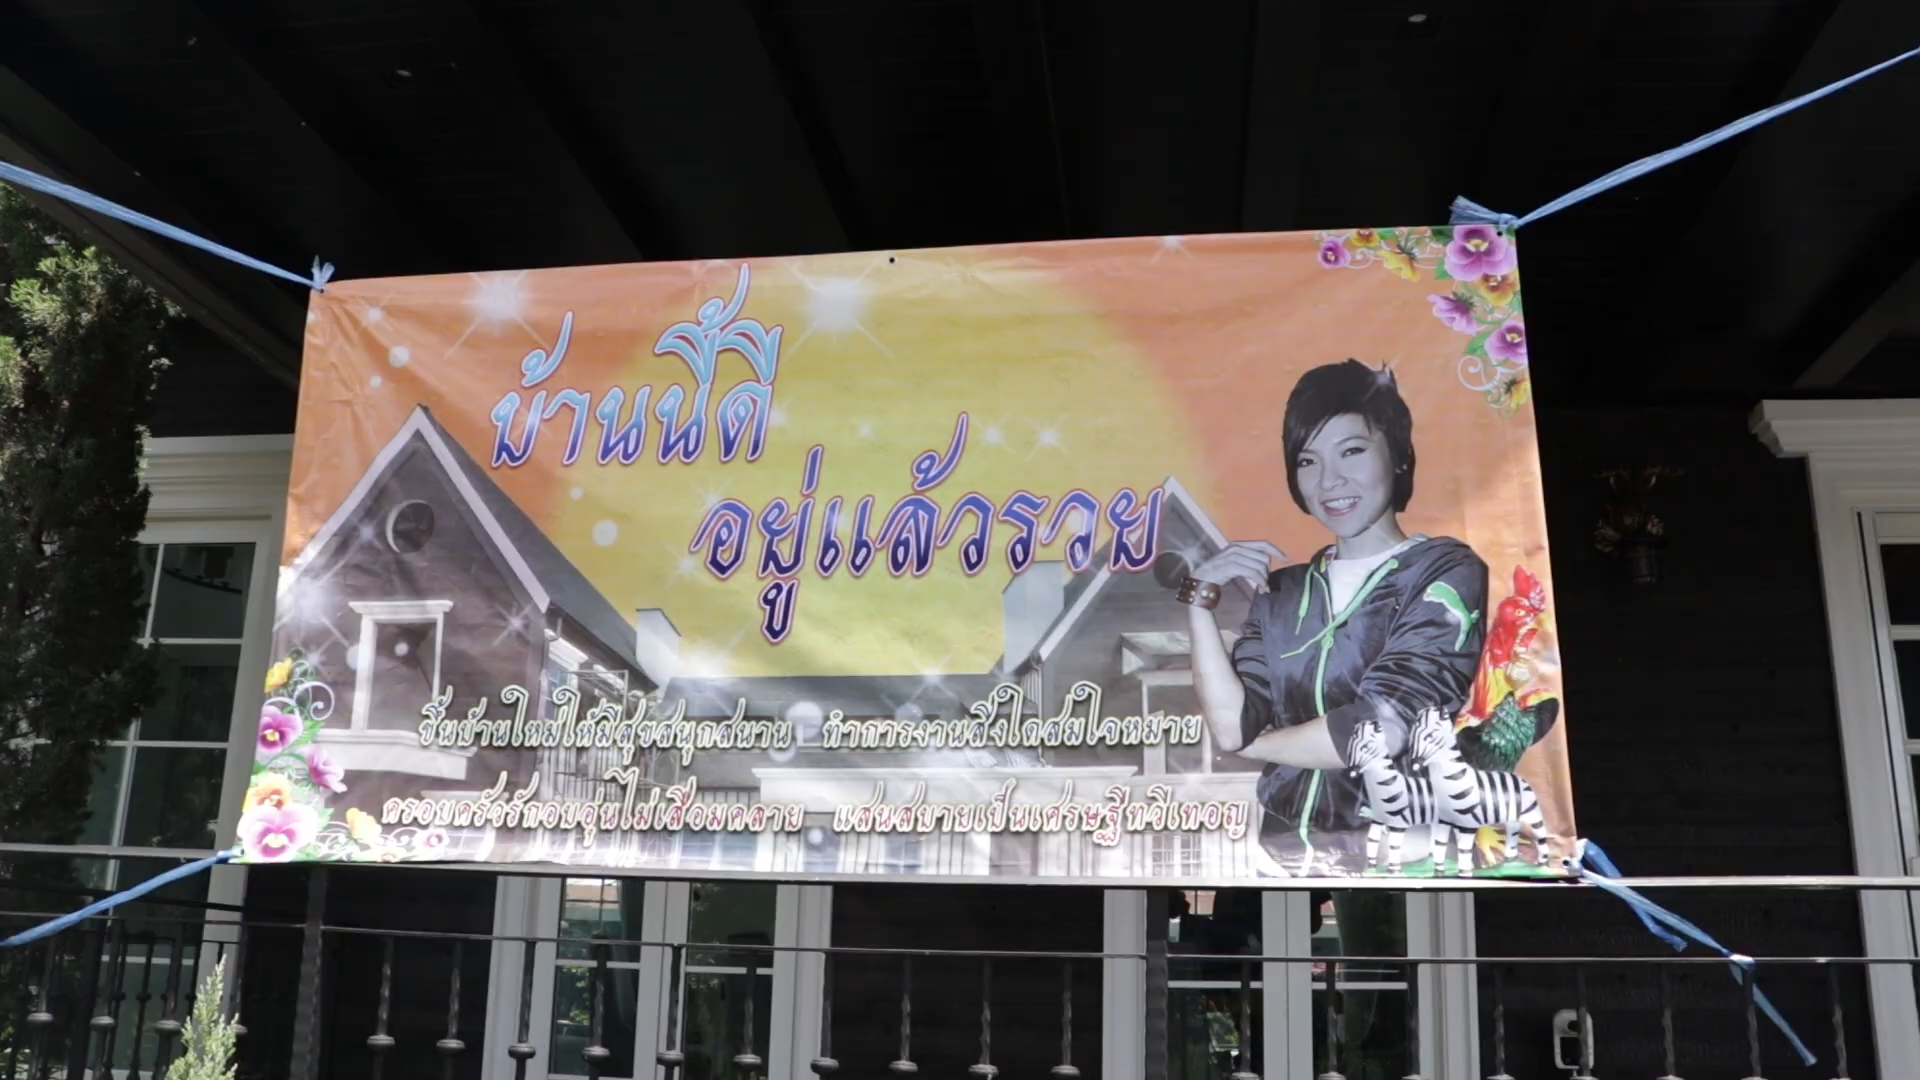 บ้านนี้ดี
อยู่แล้วรวย
ขึ้นบ้านใหม่ให้มีสุขสนุกสนาน ทำการงานสิ่งใดสมใจหมาย
ครอบครัวรักอบอุ่นไม่เสื่อมคลาย แสนสบายเป็นเศรษฐีทวีเทอญ